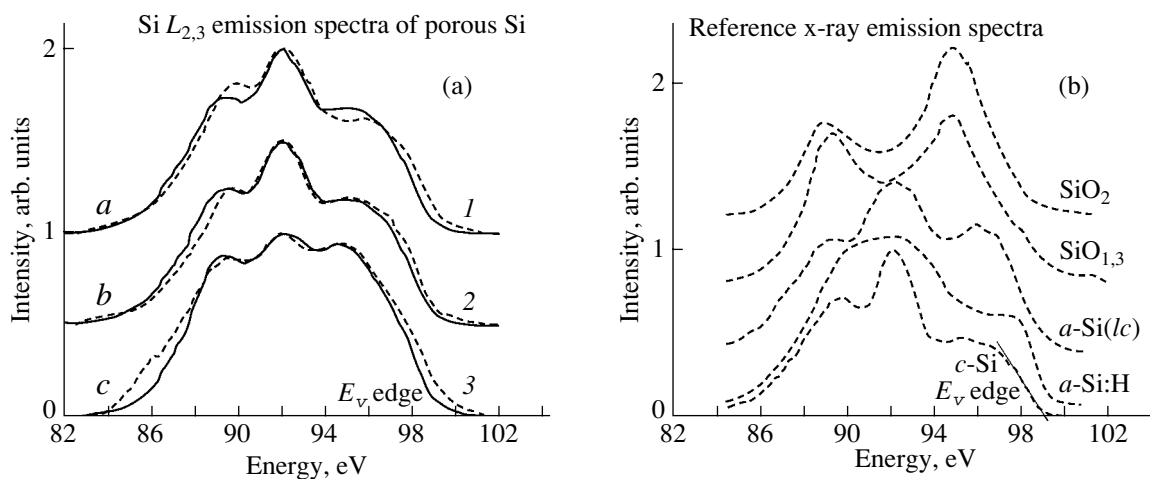 Si L2,3 emission spectra of porous Si
(a)
Intensity, arb. units
2
1
0
a
b
c
1
2
3
Ev edge
82 86 90 94 98 102
Energy, eV
Reference x-ray emission spectra
(b)
Intensity, arb. units
2
1
0
SiO2
SiO1,3
a-Si(lc)
a-Si:H
c-Si
Ev edge
82 86 90 94 98 102
Energy, eV